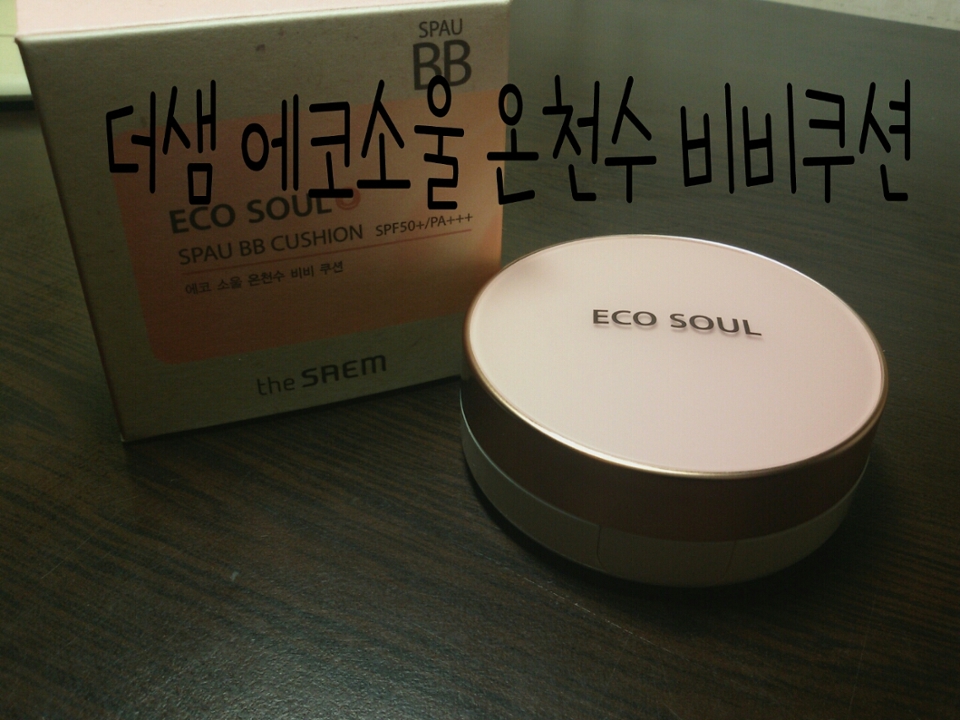 SPAU
BB
더샘 에코소울 온천수 비비쿠션
ECO SOUL
SPAU BB CUSHION SPF50+/PA+++
에코 소울 온천수 비비 쿠션
the SAEM
ECO SOUL